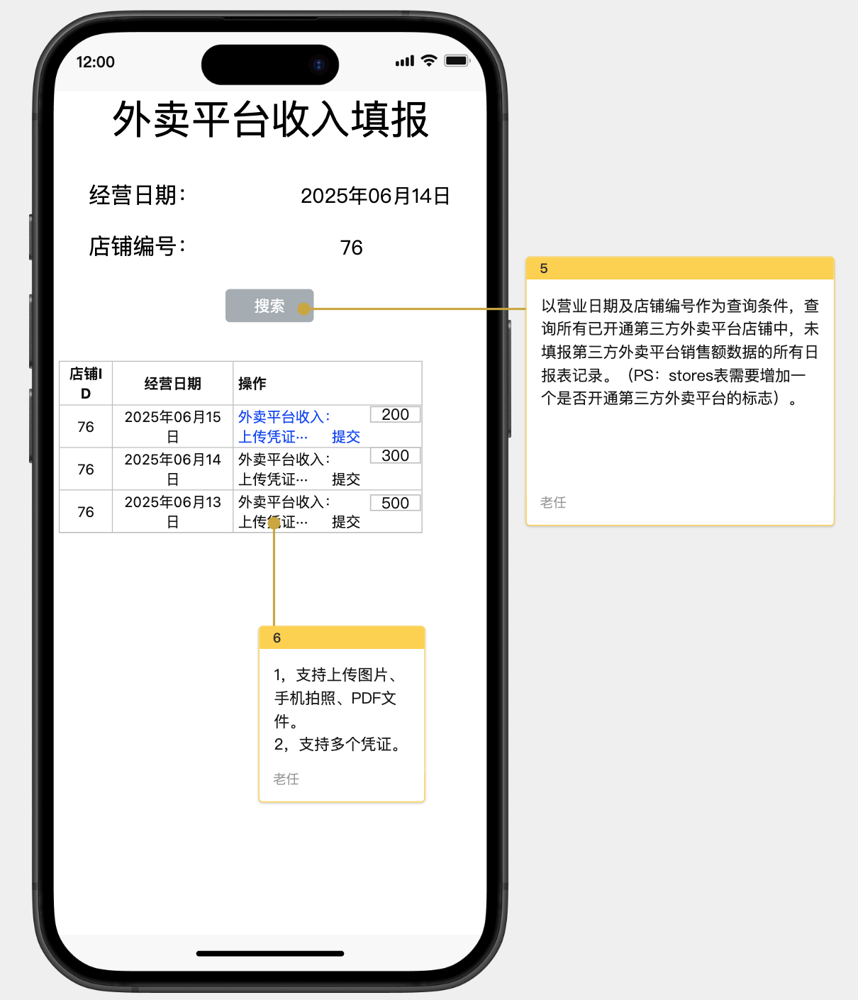 12:00
外卖平台收入填报
经营日期：
2025年06月14日
店铺编号：
76
搜索
店铺I
D
经营日期
操作
76
2025年06月15
日
外卖平台收入：
200
上传凭证…
提交
76
2025年06月14
日
外卖平台收入：
300
上传凭证…
提交
76
2025年06月13
日
外卖平台收入：
500
上传凭证…
提交
5
以营业日期及店铺编号作为查询条件，查
询所有已开通第三方外卖平台店铺中，未
填报第三方外卖平台销售额数据的所有日
报表记录。（PS：stores表需要增加一
个是否开通第三方外卖平台的标志）。
老任
6
1，支持上传图片、
手机拍照、PDF文
件。
2，支持多个凭证。
老任